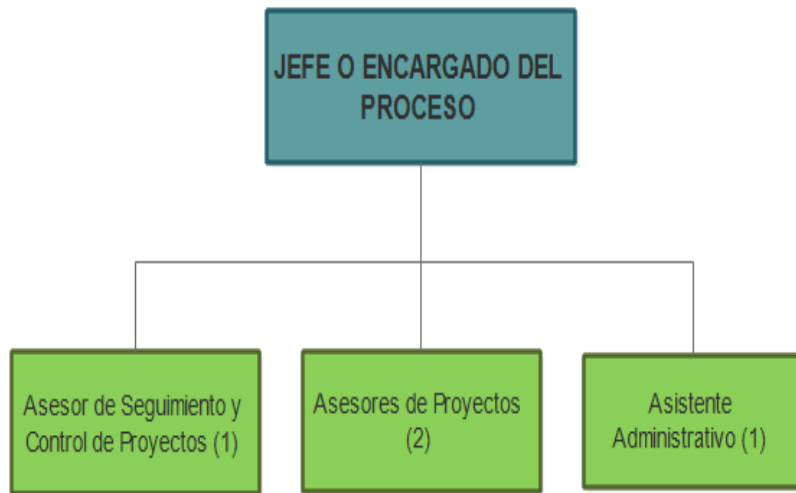 JEFE O ENCARGADO DEL
PROCESO
Asesor de Seguimiento y
Control de Proyectos (1)
Asesores de Proyectos
(2)
Asistente
Administrativo (1)